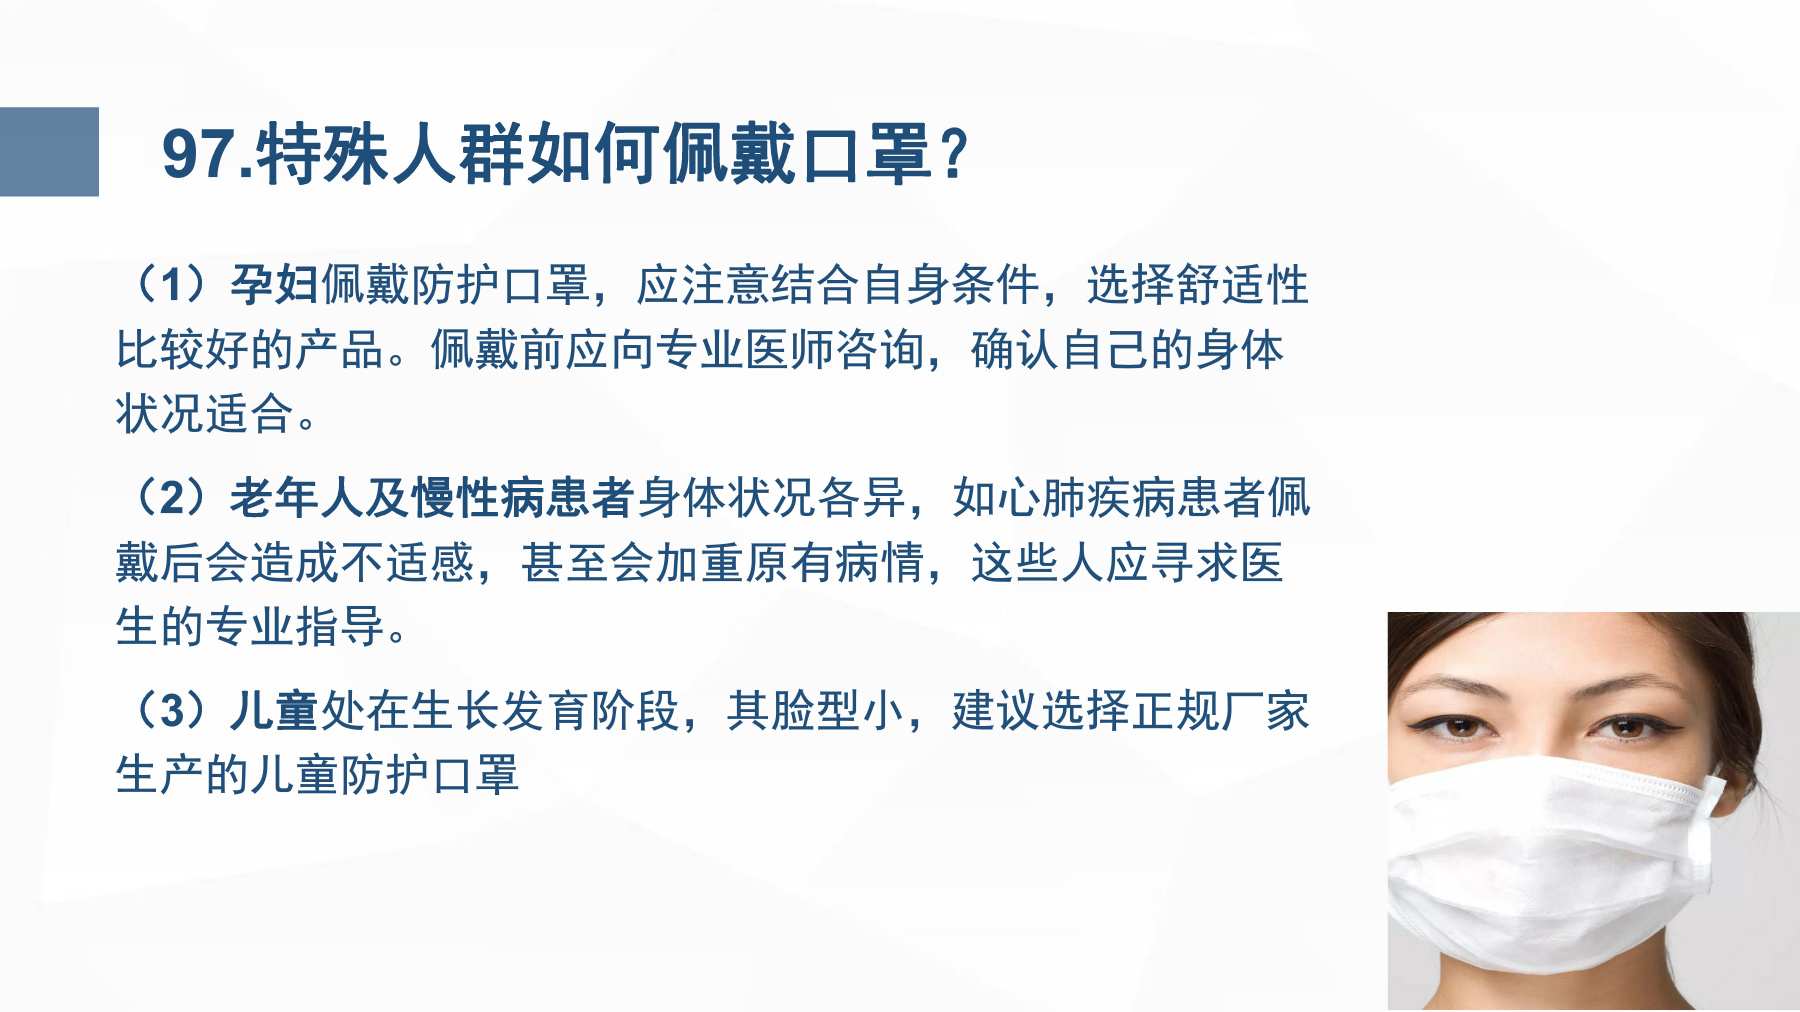 97.特殊人群如何佩戴口罩？
（1）孕妇佩戴防护口罩，应注意结合自身条件，选择舒适性
比较好的产品。佩戴前应向专业医师咨询，确认自己的身体
状况适合。
（2）老年人及慢性病患者身体状况各异，如心肺疾病患者佩
戴后会造成不适感，甚至会加重原有病情，这些人应寻求医
生的专业指导。
（3）儿童处在生长发育阶段，其脸型小，建议选择正规厂家
生产的儿童防护口罩